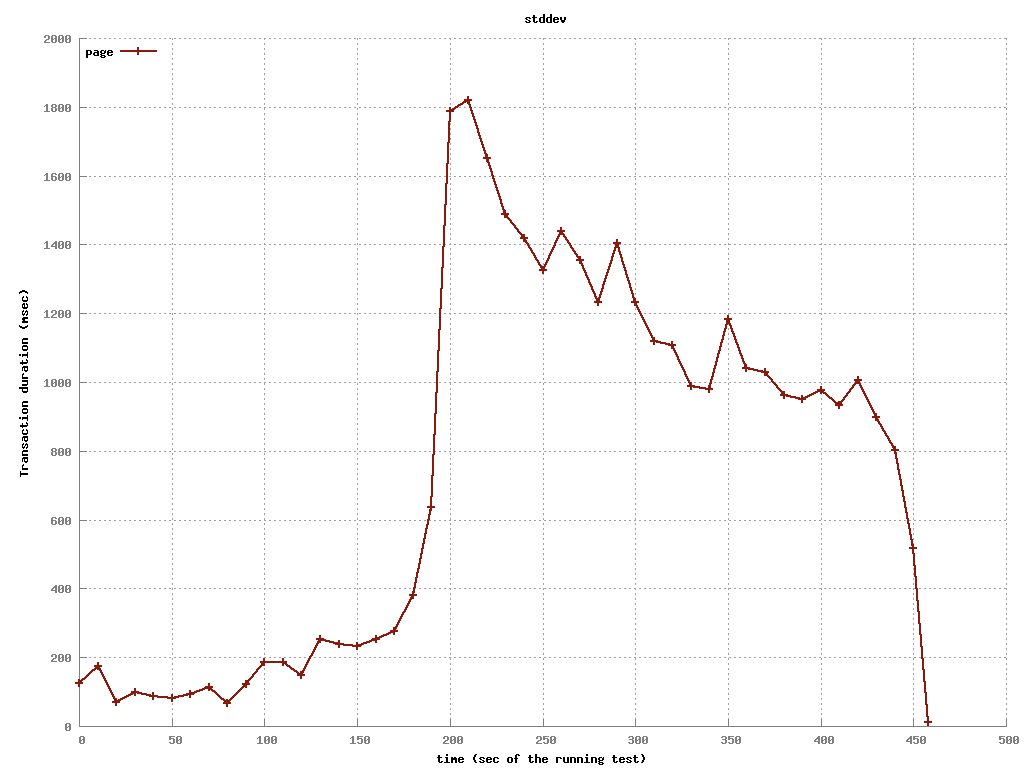 stddev
page
2000
1800
1600
1400
1200
1000
800
600
400
200
0
Transaction duration (msec)
0 50 100 150 200 250 300 350 400 450 500
time (sec of the running test)